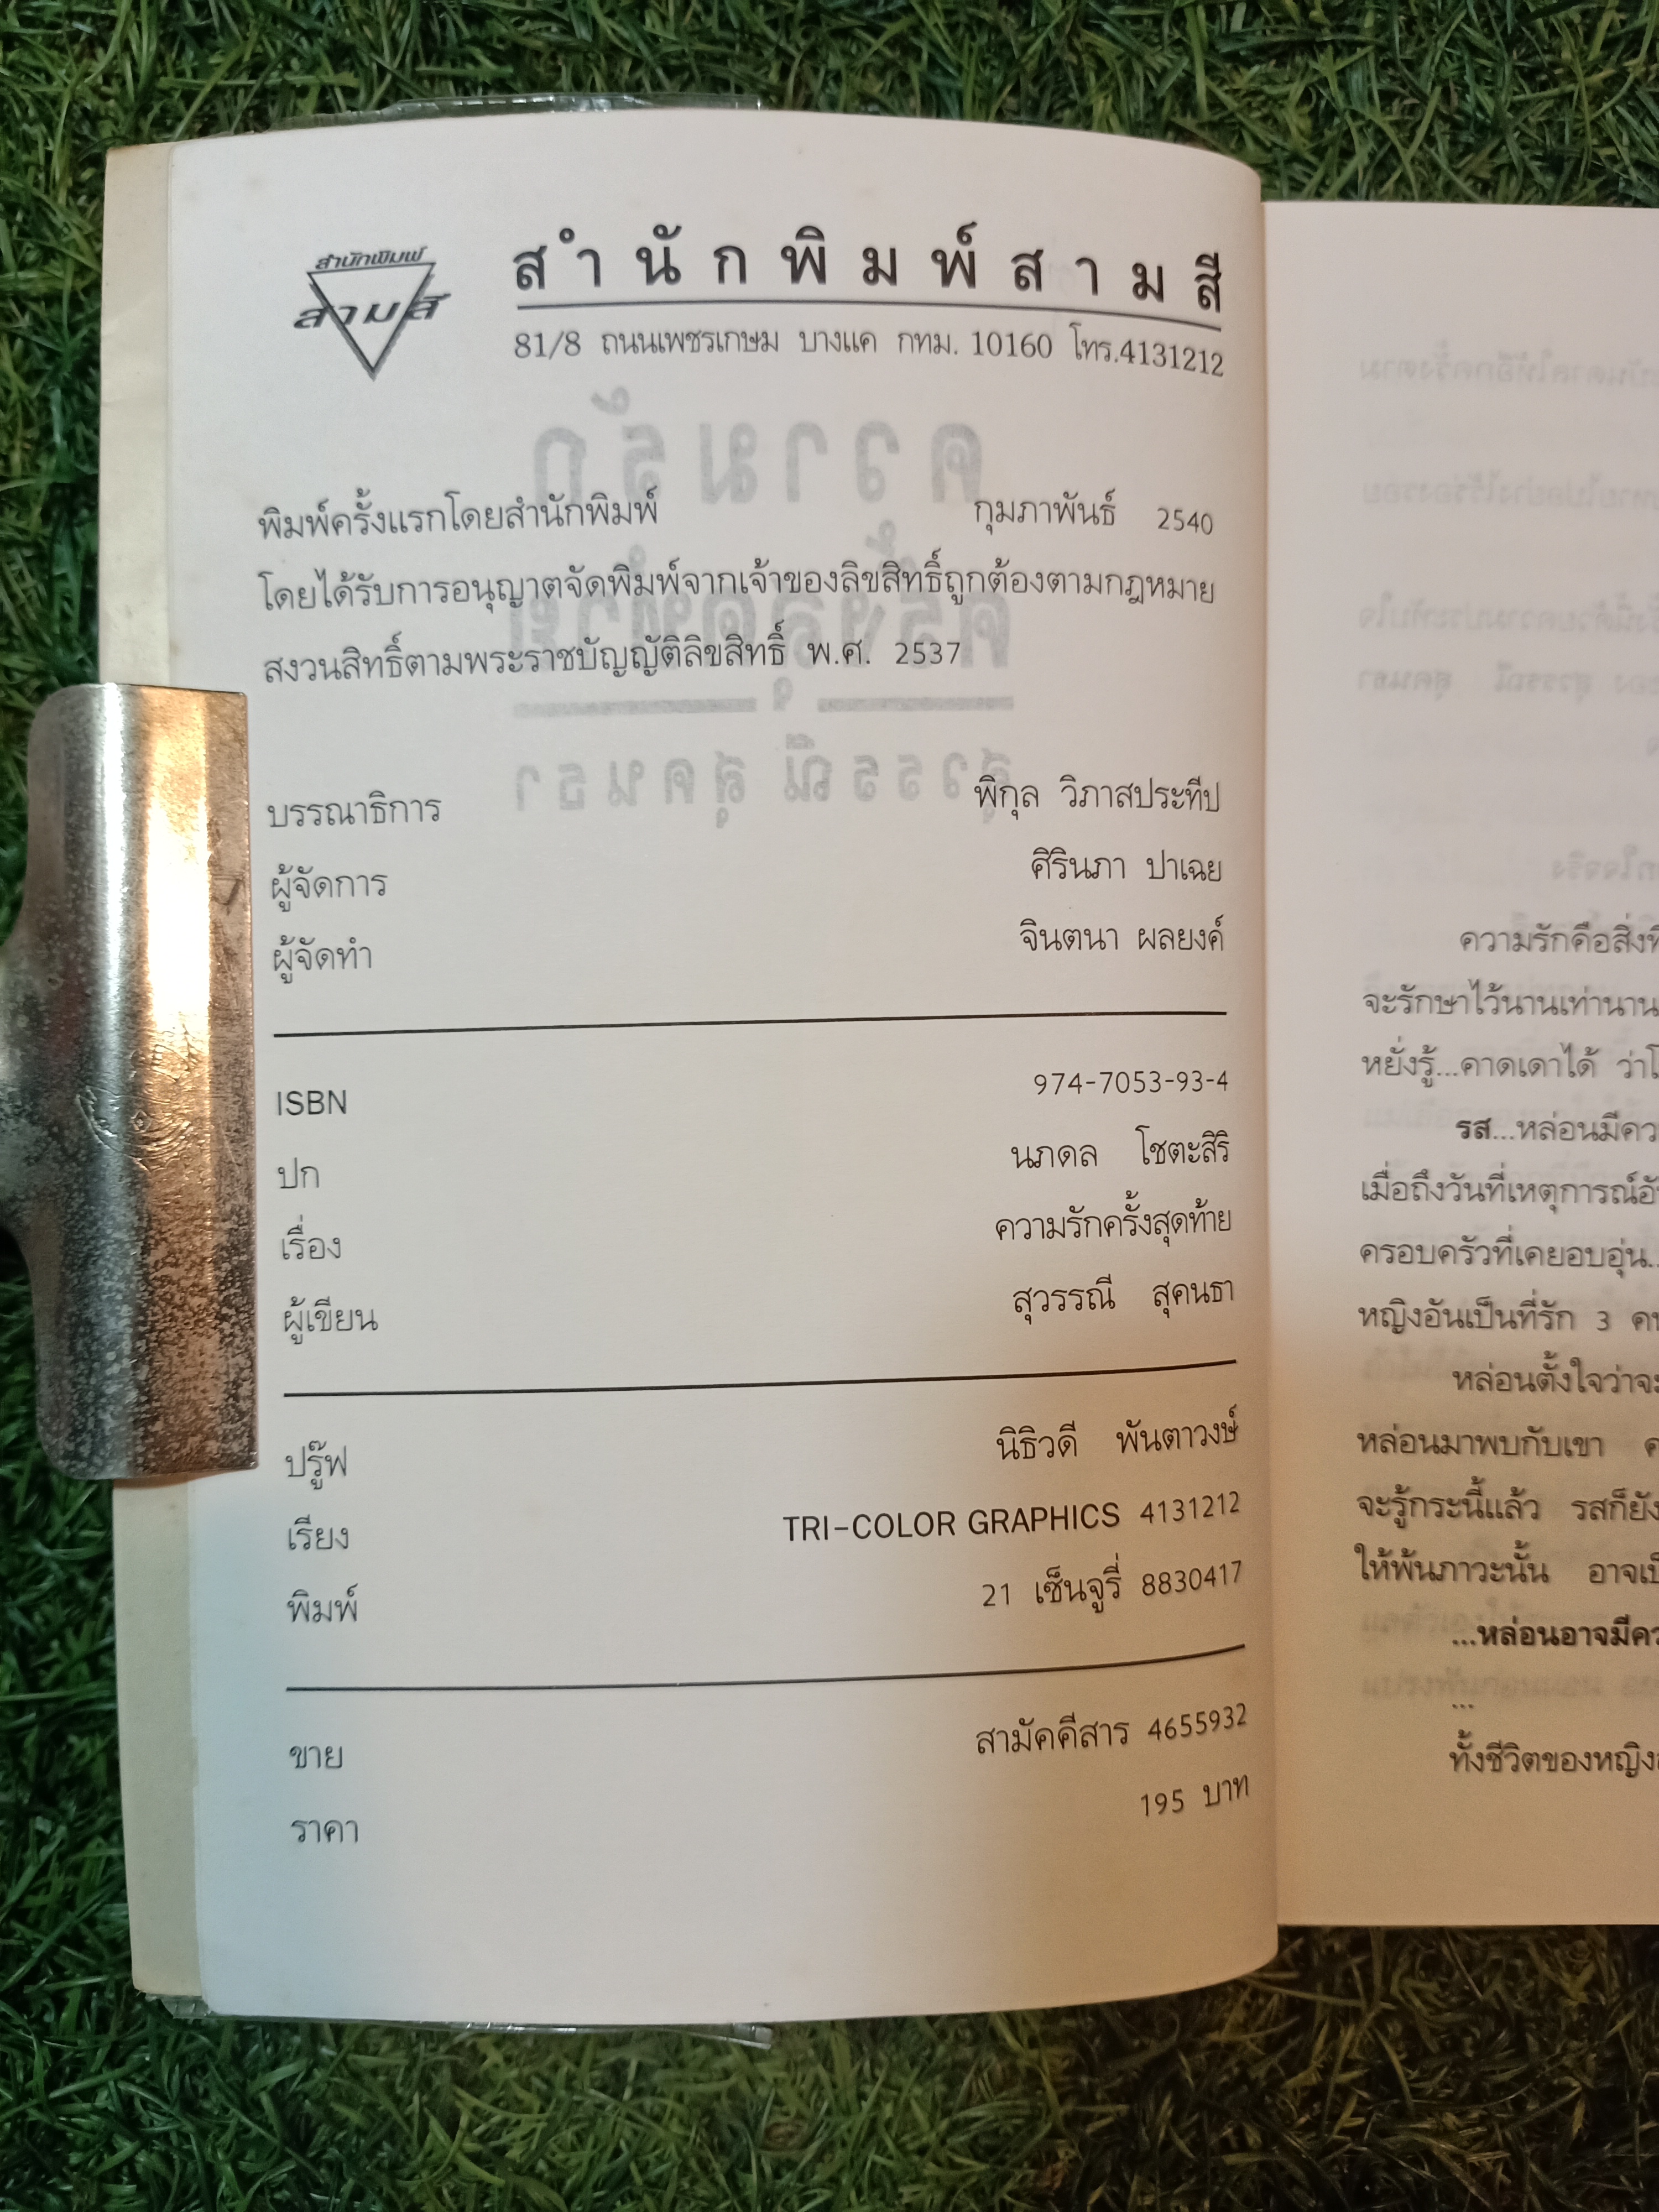 สำนักพิมพ์
สามสี
สำนักพิมพ์สามสี
81/8 ถนนเพชรเกษม บางแค กทม. 10160 โทร.4131212
พิมพ์ครั้งแรกโดยสำนักพิมพ์ กุมภาพันธ์ 2540
โดยได้รับการอนุญาตจัดพิมพ์จากเจ้าของลิขสิทธิ์ถูกต้องตามกฎหมาย
สงวนสิทธิ์ตามพระราชบัญญัติลิขสิทธิ์ พ.ศ. 2537
บรรณาธิการ พิกุล วิภาสประทีป
ผู้จัดการ ศิรินภา ปาเฉย
ผู้จัดทำ จินตนา ผลยงค์
ISBN 974-7053-93-4
ปก นภดล โชตะสิริ
เรื่อง ความรักครั้งสุดท้าย
ผู้เขียน สุวรรณี สุคนธา
ปรู๊ฟ นิธิวดี พันตาวงษ์
เรียง TRI-COLOR GRAPHICS 4131212
พิมพ์ 21 เซ็นจูรี่ 8830417
ขาย สามัคคีสาร 4655932
ราคา 195 บาท
ความรักคือสิ่งที่
จะรักษาไว้นานเท่านาน
หยั่งรู้...คาดเดาได้ ว่า
รส...หล่อนมีคว
เมื่อถึงวันที่เหตุการณ์
ครอบครัวที่เคยอบอุ่น..
หญิงอันเป็นที่รัก 3
หล่อนตั้งใจว่าจะ
หล่อนมาพบกับเขา
จะรู้กระนี้แล้ว รสก็ยัง
ให้พ้นภาวะนั้น อาจ
...หล่อนอาจมีคว
...
ทั้งชีวิตของหญิง